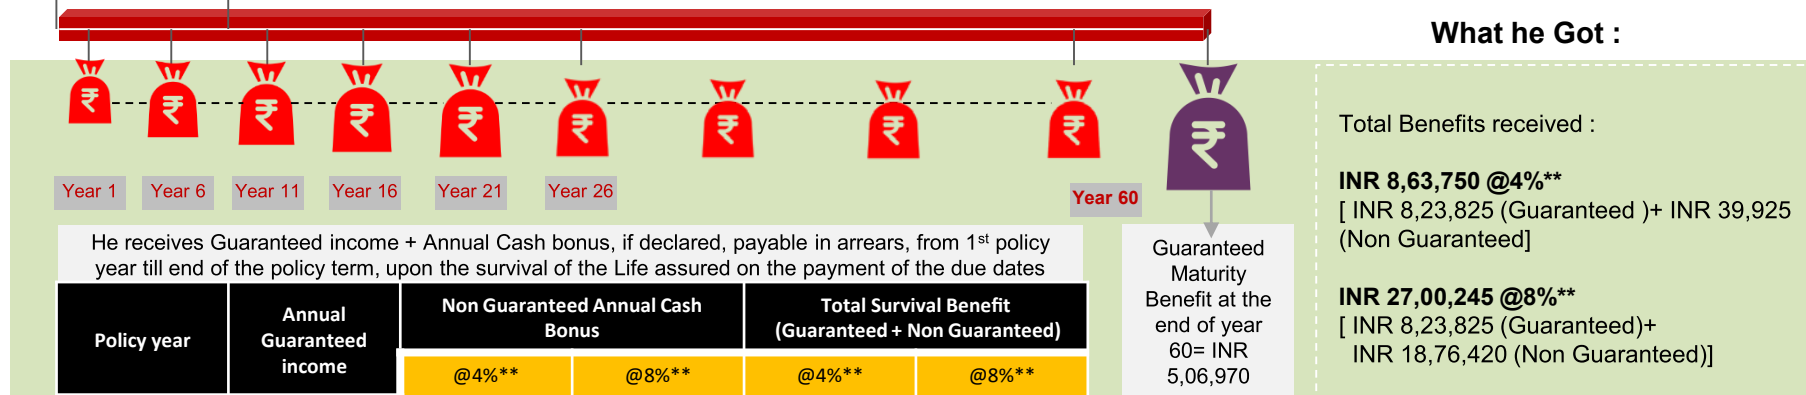 What he Got :
₹ ₹ ₹ ₹ ₹ ₹ ₹ ₹ ₹ ₹
Year 1
Year 6
Year 11
Year 16
Year 21
Year 26
Year 60
He receives Guaranteed income + Annual Cash bonus, if declared, payable in arrears, from 1st policy
year till end of the policy term, upon the survival of the Life assured on the payment of the due dates
Policy year
Annual
Guaranteed
income
Non Guaranteed Annual Cash
Bonus
Total Survival Benefit
(Guaranteed + Non Guaranteed)
@4%**
@8%**
@4%**
@8%**
Guaranteed
Maturity
Benefit at the
end of year
60= INR
5,06,970
Total Benefits received :
INR 8,63,750 @4%**
[ INR 8,23,825 (Guaranteed )+ INR 39,925
(Non Guaranteed]
INR 27,00,245 @8%**
[ INR 8,23,825 (Guaranteed)+
INR 18,76,420 (Non Guaranteed)]